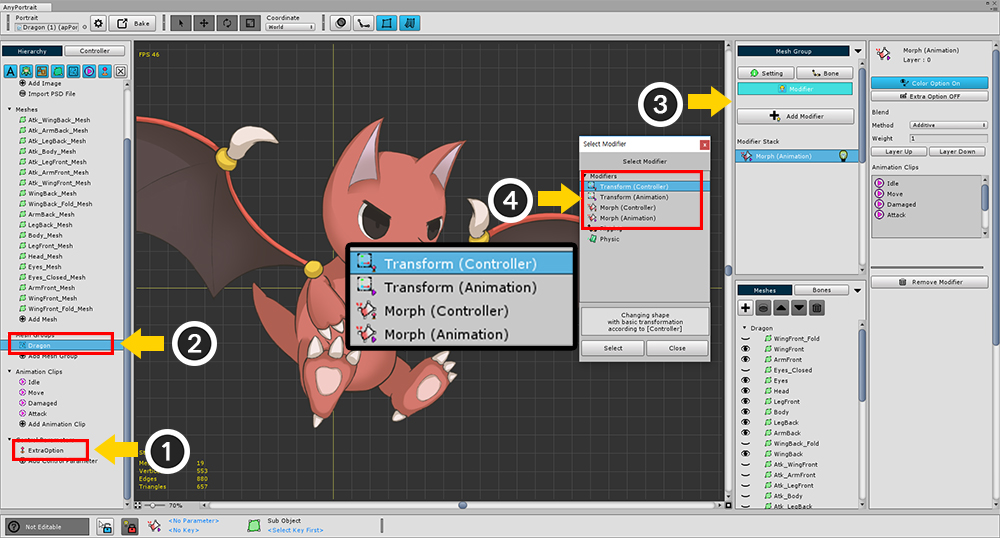 AnyPortrait
Portrait
Dragon (1) (apPor
Bake
Coordinate
World
Hierarchy
Controller
A
Add Image
Import PSD File
Meshes
Atk_WingBack_Mesh
Atk_ArmBack_Mesh
Atk_LegBack_Mesh
Atk_Body_Mesh
Atk_LegFront_Mesh
Atk_ArmFront_Mesh
Atk_WingFront_Mesh
WingBack_Mesh
WingBack_Fold_Mesh
ArmBack_Mesh
LegBack_Mesh
Body_Mesh
LegFront_Mesh
Head_Mesh
Eyes_Mesh
Eyes_Closed_Mesh
ArmFront_Mesh
WingFront_Mesh
WingFront_Fold_Mesh
Add Mesh
Mesh Groups
Dragon
Add Mesh Group
Animation Clips
Idle
Move
Damaged
Attack
Add Animation Clip
Control Parameters
ExtraOption
Add Control Parameter
2
1
FPS 46
19
Vertic 553
Edges 880
Triangles 657
70%
3
4
Select Modifier
Select Modifier
Modifiers
Transform (Controller)
Transform (Animation)
Morph (Controller)
Morph (Animation)
Rigging
Physic
Changing shape
with basic transformation
according to [Controller]
Select
Close
Transform (Controller)
Transform (Animation)
Morph (Controller)
Morph (Animation)
Mesh Group
Setting
Bone
Modifier
Add Modifier
Modifier Stack
Morph (Animation)
Meshes
Bones
Dragon
WingFront_Fold
WingFront
ArmFront
Eyes_Closed
Eyes
Head
LegFront
Body
LegBack
ArmBack
WingBack_Fold
WingBack
Atk_WingFront
Atk_ArmFront
Atk_LegFront
Atk_Body
Atk_LegBack
Morph (Animation)
Layer : 0
Color Option On
Extra Option OFF
Blend
Method
Additive
Weight
1
Layer Up
Layer Down
Animation Clips
Idle
Move
Damaged
Attack
Remove Modifier
Not Editable
<No Parameter>
<No Key>
Sub Object
<Select Key First>